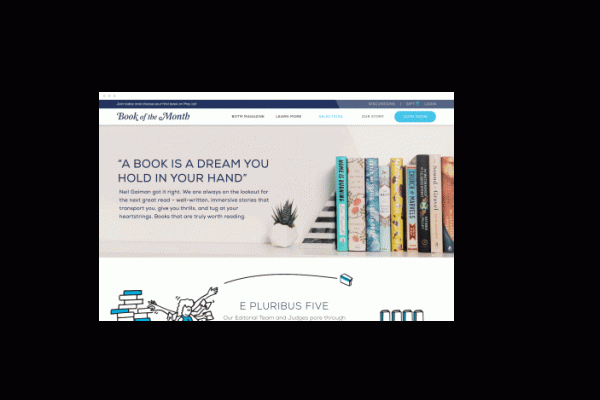 Join today and choose your first book on May 1st!
DISCUSSIONS | GIFT LOGIN
Book of the Month
BOTM MAGAZINE LEARN MORE SELECTIONS OUR STORY JOIN NOW
"A BOOK IS A DREAM YOU
HOLD IN YOUR HAND"
Neil Gaiman got it right. We are always on the lookout for
the next great read – well-written, immersive stories that
transport you, give you thrills, and tug at your
heartstrings. Books that are truly worth reading.
E PLURIBUS FIVE
Our Editorial Team and Judges pore through